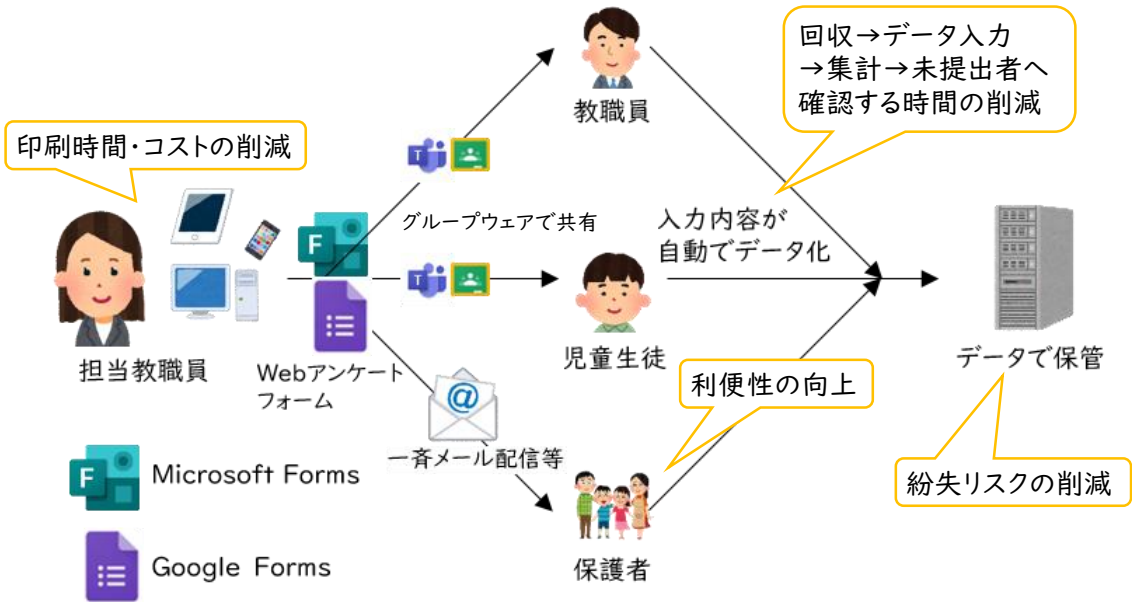 教職員
回収→データ入力
→集計→未提出者へ
確認する時間の削減
印刷時間・コストの削減
T
グループウェアで共有
入力内容が
自動でデータ化
F
T
担当教職員
Webアンケート
フォーム
児童生徒
データで保管
利便性の向上
@
一斉メール配信等
紛失リスクの削減
F
Microsoft Forms
Google Forms
保護者